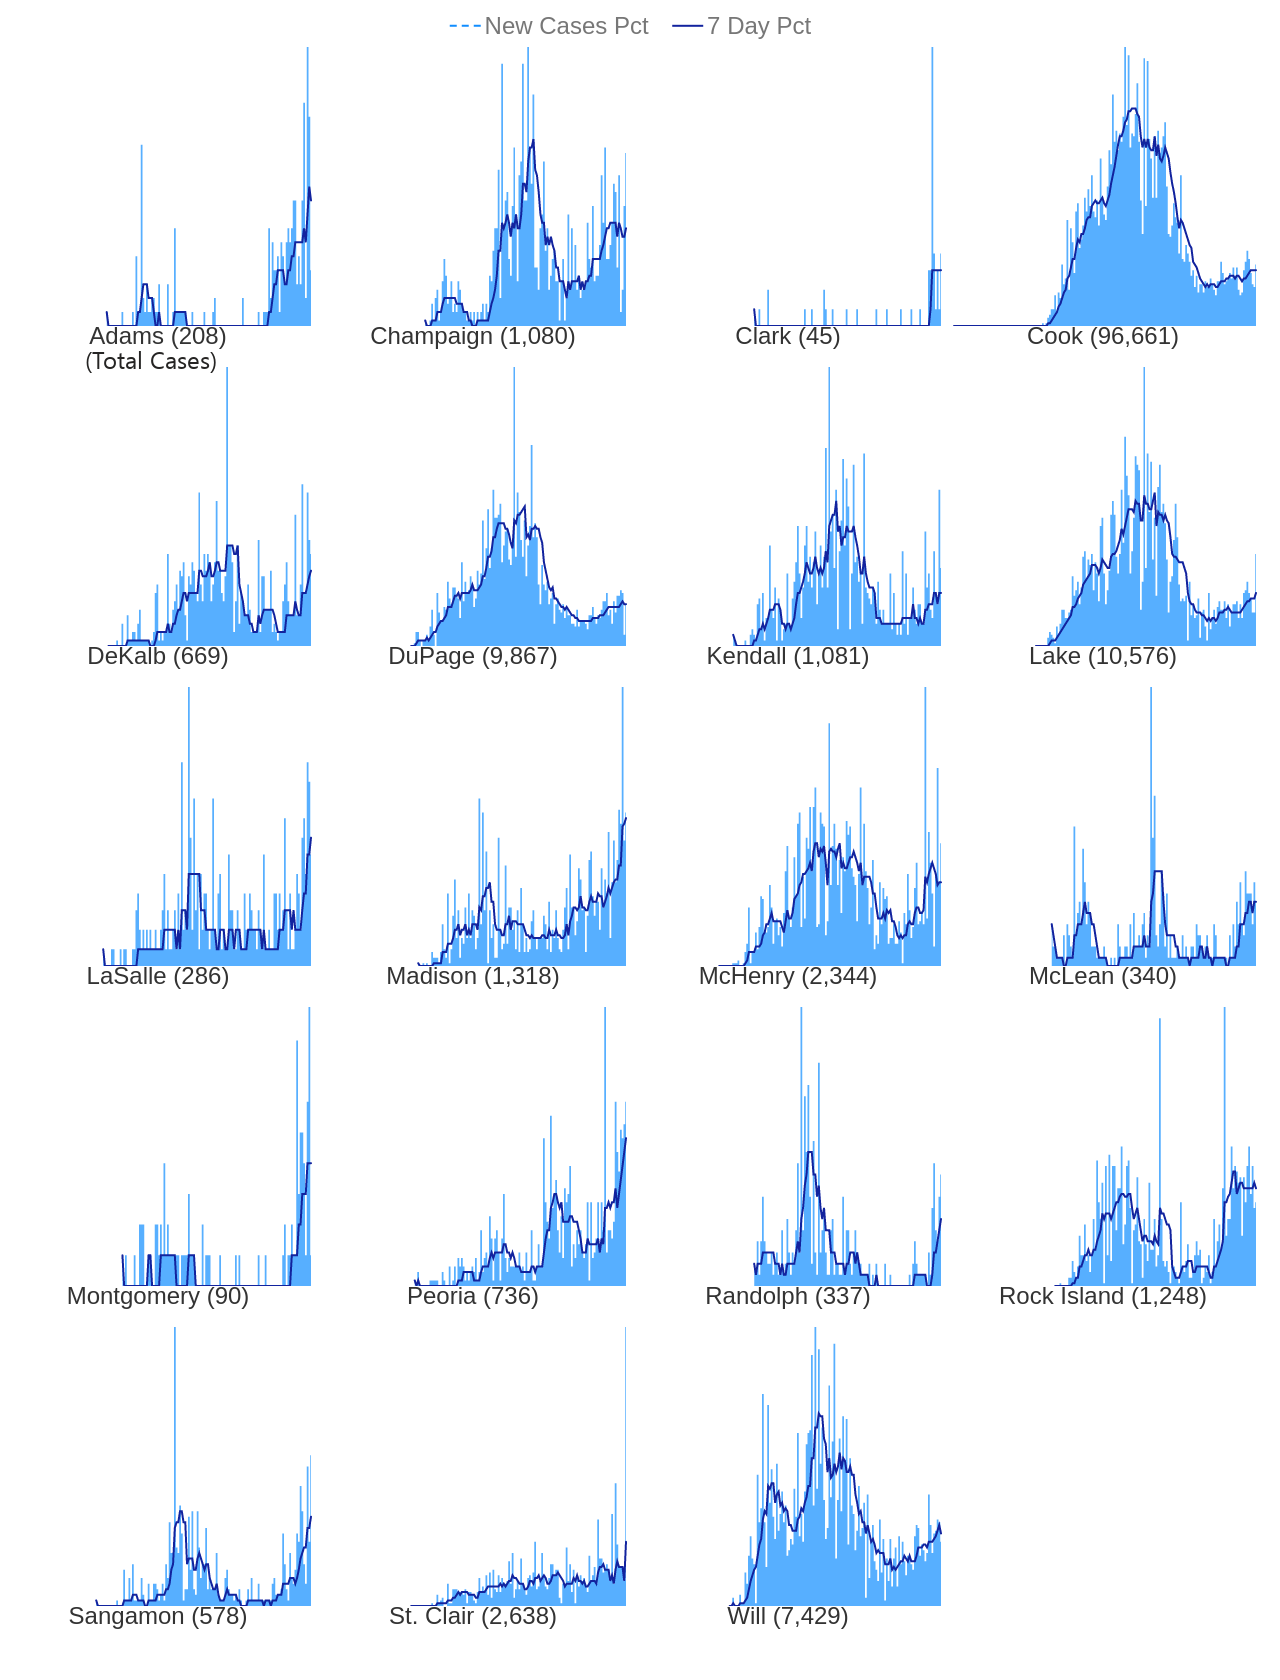 New Cases Pct 7 Day Pct
Adams (208) Champaign (1,080) Clark (45) Cook (96,661)
(Total Cases)
DeKalb (669) DuPage (9,867) Kendall (1,081) Lake (10,576)
LaSalle (286) Madison (1,318) McHenry (2,344) McLean (340)
Montgomery (90) Peoria (736) Randolph (337) Rock Island (1,248)
Sangamon (578) St. Clair (2,638) Will (7,429)